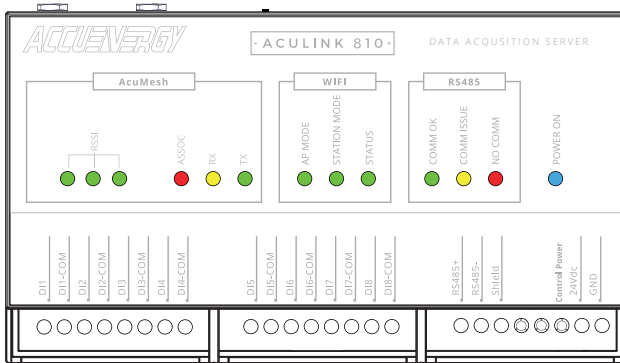 ACCUENERGY
ACULINK 810
DATA ACQUSITION SERVER
AcuMesh
WIFI
RS485
RSSI
ASSOC
RX
TX
AP MODE
STATION MODE
STATUS
COMM OK
COMM ISSUE
NO COMM
POWER ON
DI1
DI1-COM
DI2
DI2-COM
DI3
DI3-COM
DI4
DI4-COM
DI5
DI5-COM
DI6
DI6-COM
DI7
DI7-COM
DI8
DI8-COM
RS485+
RS485-
Shield
Control Power
24Vdc
GND